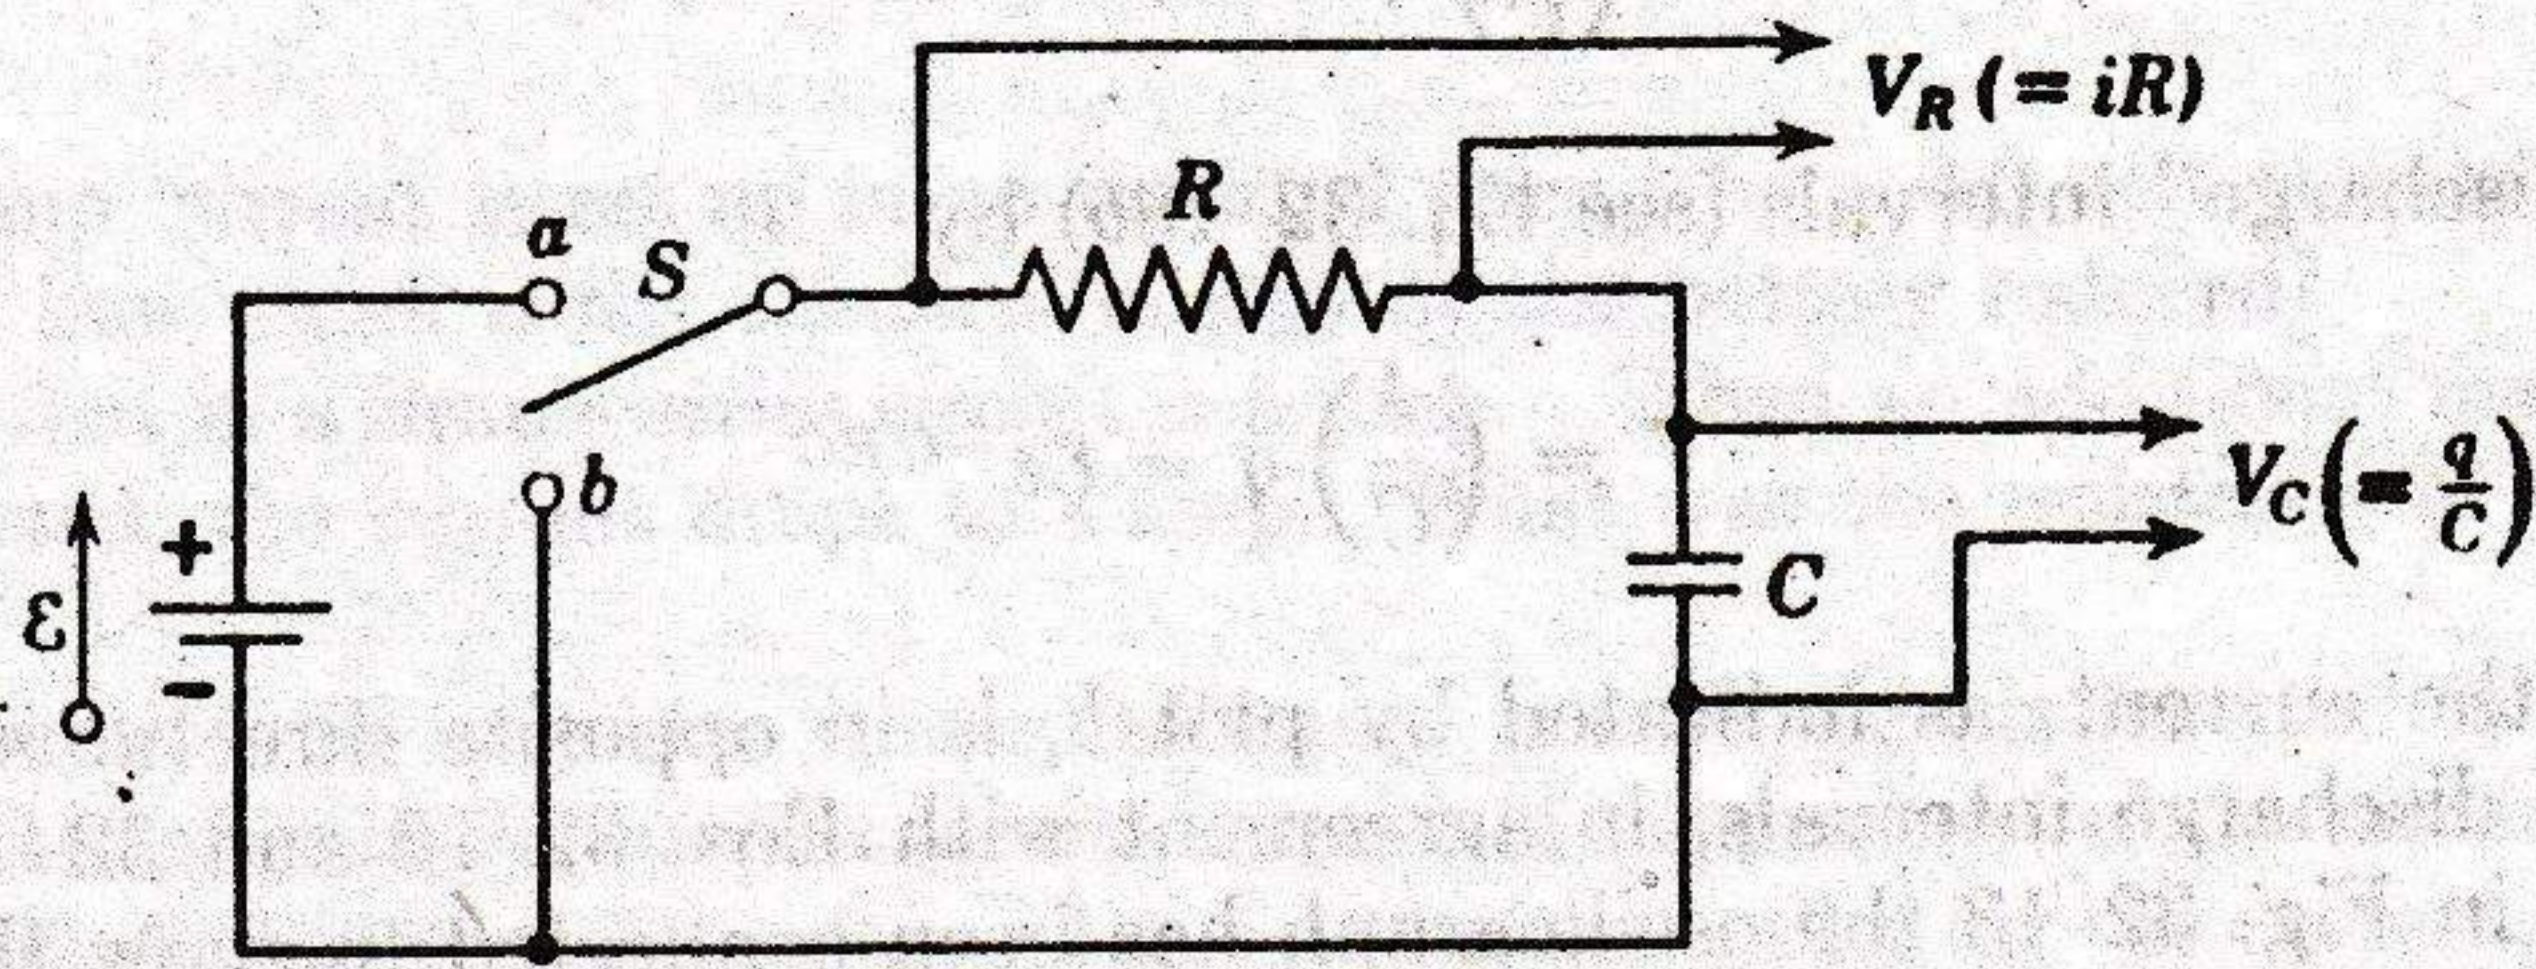 V_R (= iR)
R
a
S
b
+
ε
−
C
V_C (= q/C)